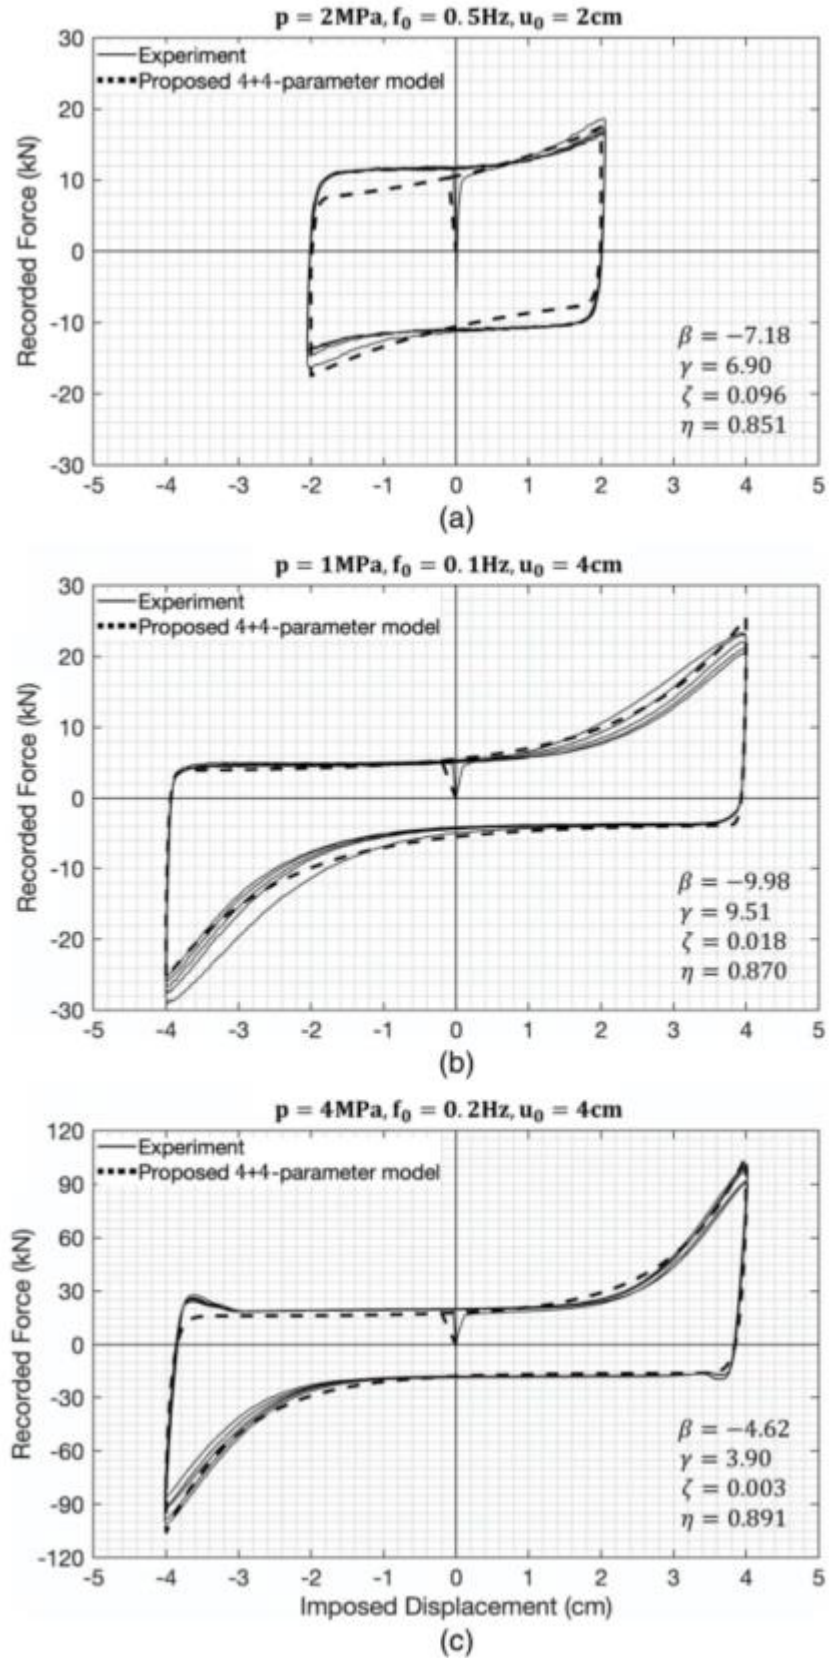 p = 2MPa, f₀ = 0.5Hz, u₀ = 2cm
30
Experiment
Proposed 4+4-parameter model
20
10
0
-10
-20
-30
Recorded Force (kN)
β = −7.18
γ = 6.90
ζ = 0.096
η = 0.851
-5 -4 -3 -2 -1 0 1 2 3 4 5
(a)
p = 1MPa, f₀ = 0.1Hz, u₀ = 4cm
30
Experiment
Proposed 4+4-parameter model
20
10
0
-10
-20
-30
Recorded Force (kN)
β = −9.98
γ = 9.51
ζ = 0.018
η = 0.870
-5 -4 -3 -2 -1 0 1 2 3 4 5
(b)
p = 4MPa, f₀ = 0.2Hz, u₀ = 4cm
120
Experiment
Proposed 4+4-parameter model
90
60
30
0
-30
-60
-90
-120
Recorded Force (kN)
β = −4.62
γ = 3.90
ζ = 0.003
η = 0.891
-5 -4 -3 -2 -1 0 1 2 3 4 5
Imposed Displacement (cm)
(c)